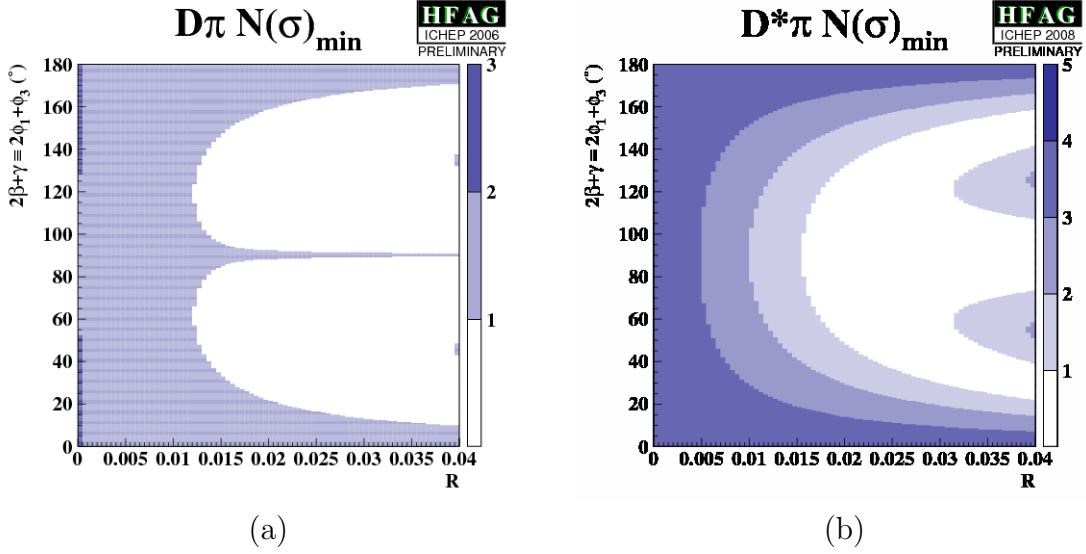 Dπ N(σ)min
HFAG
ICHEP 2006
PRELIMINARY
2β+γ = 2ϕ1+ϕ3 (°)
180
160
140
120
100
80
60
40
20
0
0 0.005 0.01 0.015 0.02 0.025 0.03 0.035 0.04
R
3
2
1
(a)
D*π N(σ)min
HFAG
ICHEP 2008
PRELIMINARY
2β+γ = 2ϕ1+ϕ3 (°)
180
160
140
120
100
80
60
40
20
0
0 0.005 0.01 0.015 0.02 0.025 0.03 0.035 0.04
R
5
4
3
2
1
0
(b)